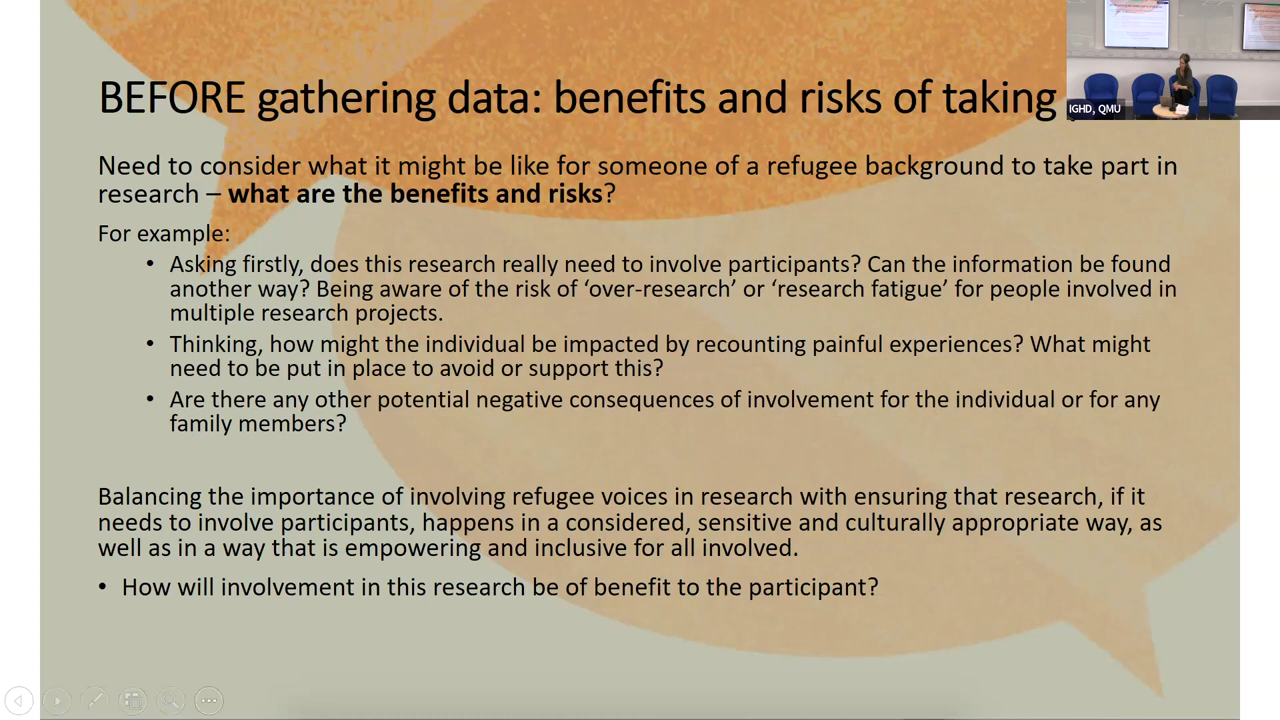 BEFORE gathering data: benefits and risks of taking
IGHD, QMU
Need to consider what it might be like for someone of a refugee background to take part in
research – what are the benefits and risks?
For example:
• Asking firstly, does this research really need to involve participants? Can the information be found
another way? Being aware of the risk of ‘over-research’ or ‘research fatigue’ for people involved in
multiple research projects.
• Thinking, how might the individual be impacted by recounting painful experiences? What might
need to be put in place to avoid or support this?
• Are there any other potential negative consequences of involvement for the individual or for any
family members?
Balancing the importance of involving refugee voices in research with ensuring that research, if it
needs to involve participants, happens in a considered, sensitive and culturally appropriate way, as
well as in a way that is empowering and inclusive for all involved.
• How will involvement in this research be of benefit to the participant?